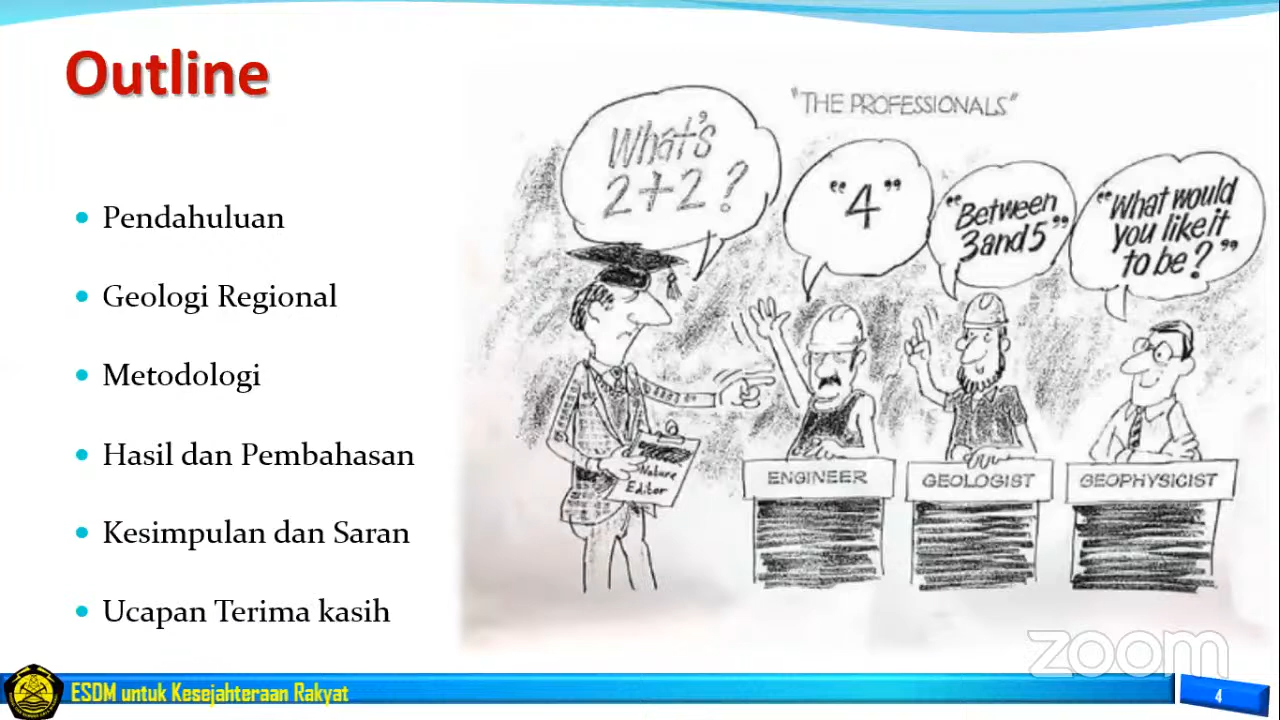 Outline
Pendahuluan
Geologi Regional
Metodologi
Hasil dan Pembahasan
Kesimpulan dan Saran
Ucapan Terima kasih
"THE PROFESSIONALS"
What's
2+2?
"4"
"Between
3 and 5"
"What would
you like it
to be?"
Nature
Editor
ENGINEER
GEOLOGIST
GEOPHYSICIST
zoom
ESDM untuk Kesejahteraan Rakyat
4